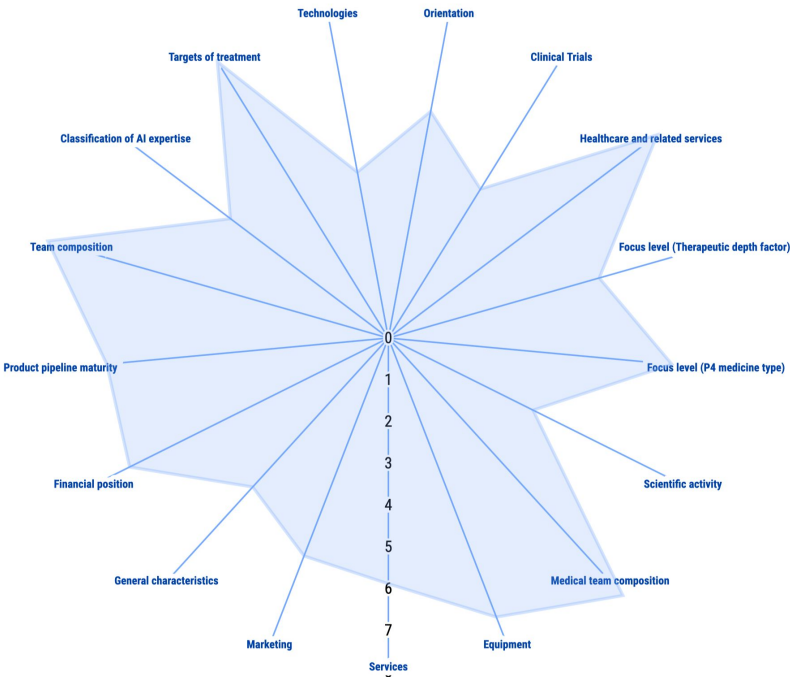 Technologies
Orientation
Targets of treatment
Clinical Trials
Classification of AI expertise
Healthcare and related services
Team composition
Focus level (Therapeutic depth factor)
0
Product pipeline maturity
Focus level (P4 medicine type)
1
2
3
Financial position
Scientific activity
4
5
General characteristics
Medical team composition
6
7
Marketing
Equipment
Services